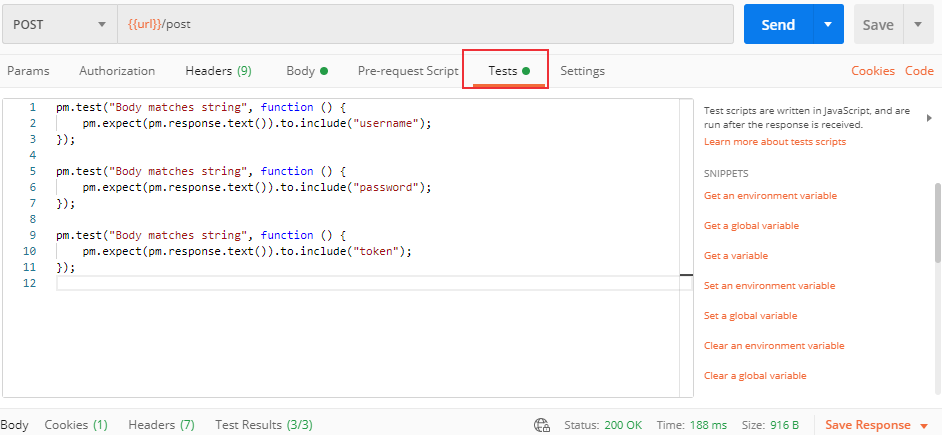 POST {{url}}/post Send Save
Params Authorization Headers (9) Body Pre-request Script Tests Settings Cookies Code
1 pm.test("Body matches string", function () {
2 pm.expect(pm.response.text()).to.include("username");
3 });
4
5 pm.test("Body matches string", function () {
6 pm.expect(pm.response.text()).to.include("password");
7 });
8
9 pm.test("Body matches string", function () {
10 pm.expect(pm.response.text()).to.include("token");
11 });
12
Test scripts are written in JavaScript, and are
run after the response is received.
Learn more about tests scripts
SNIPPETS
Get an environment variable
Get a global variable
Get a variable
Set an environment variable
Set a global variable
Clear an environment variable
Clear a global variable
Body Cookies (1) Headers (7) Test Results (3/3) Status: 200 OK Time: 188 ms Size: 916 B Save Response